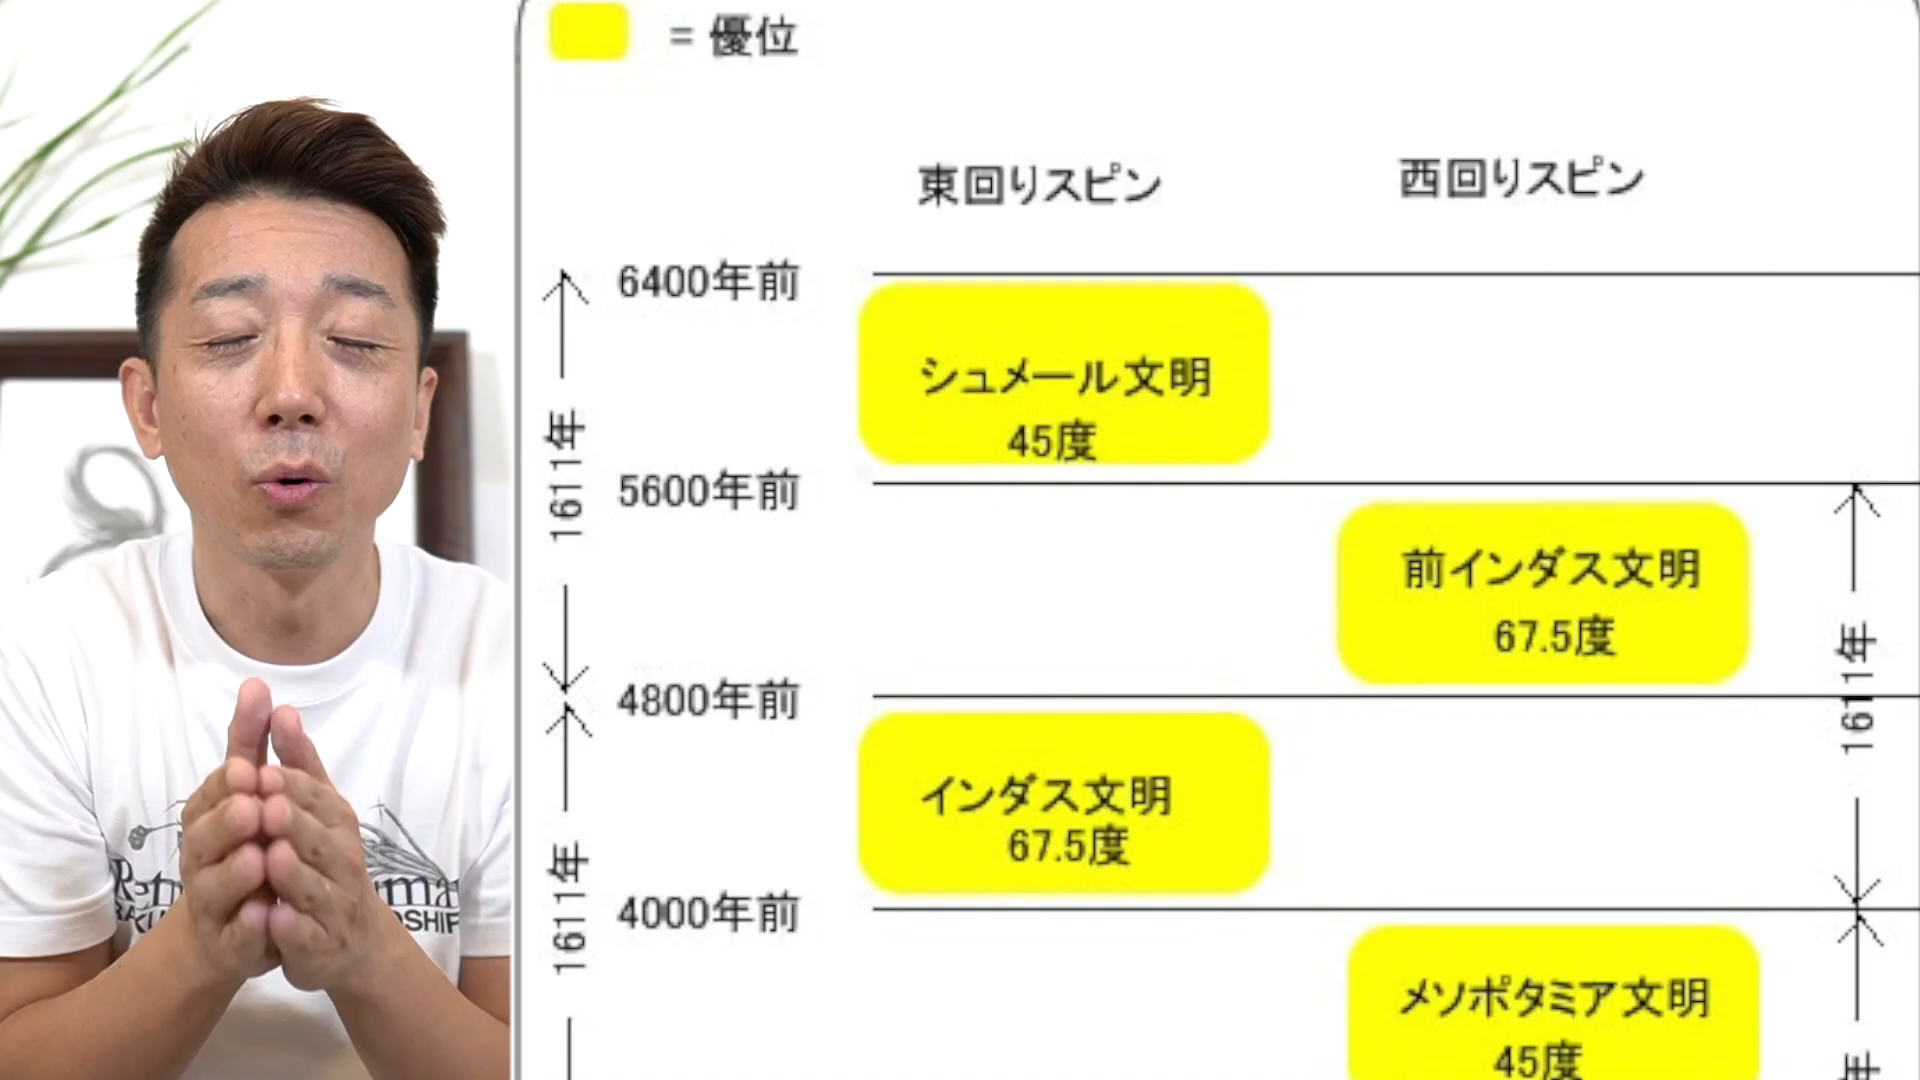 = 優位
東回りスピン
西回りスピン
6400年前
シュメール文明
45度
1611年
5600年前
前インダス文明
67.5度
1611年
4800年前
インダス文明
67.5度
1611年
4000年前
メソポタミア文明
45度
年